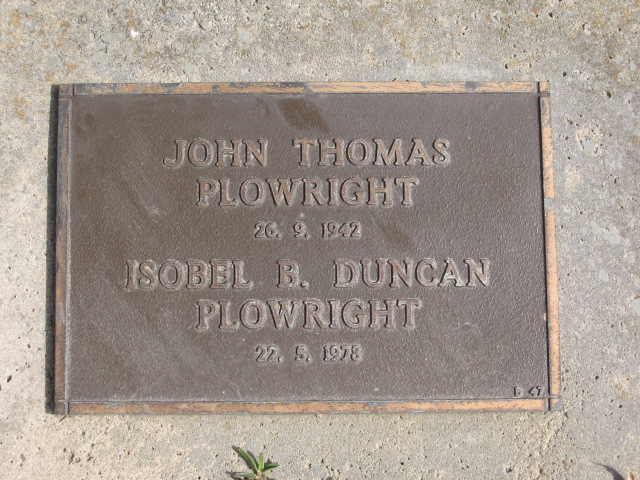 JOHN THOMAS
PLOWRIGHT
26. 9. 1942
ISOBEL B. DUNCAN
PLOWRIGHT
22. 5. 1978
B 47